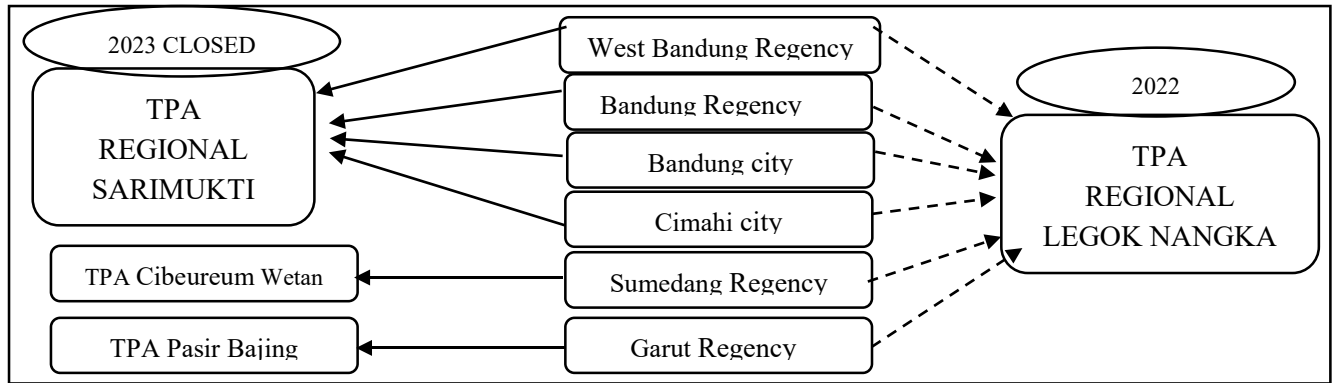 2023 CLOSED
TPA
REGIONAL
SARIMUKTI
TPA Cibeureum Wetan
TPA Pasir Bajing
West Bandung Regency
Bandung Regency
Bandung city
Cimahi city
Sumedang Regency
Garut Regency
2022
TPA
REGIONAL
LEGOK NANGKA